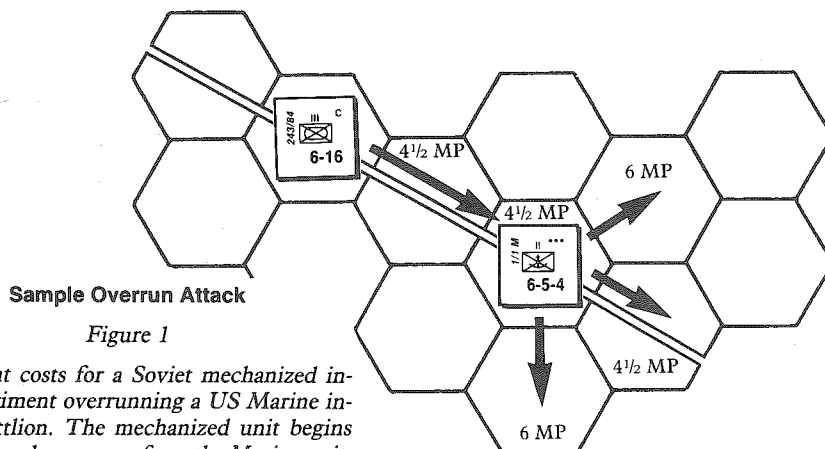 243/84
III
C
6-16
4½ MP
6 MP
4½ MP
1/1 M
II
•••
6-5-4
4½ MP
6 MP
Sample Overrun Attack
Figure 1
nt costs for a Soviet mechanized in-
riment overrunning a US Marine in-
ttlion. The mechanized unit begins